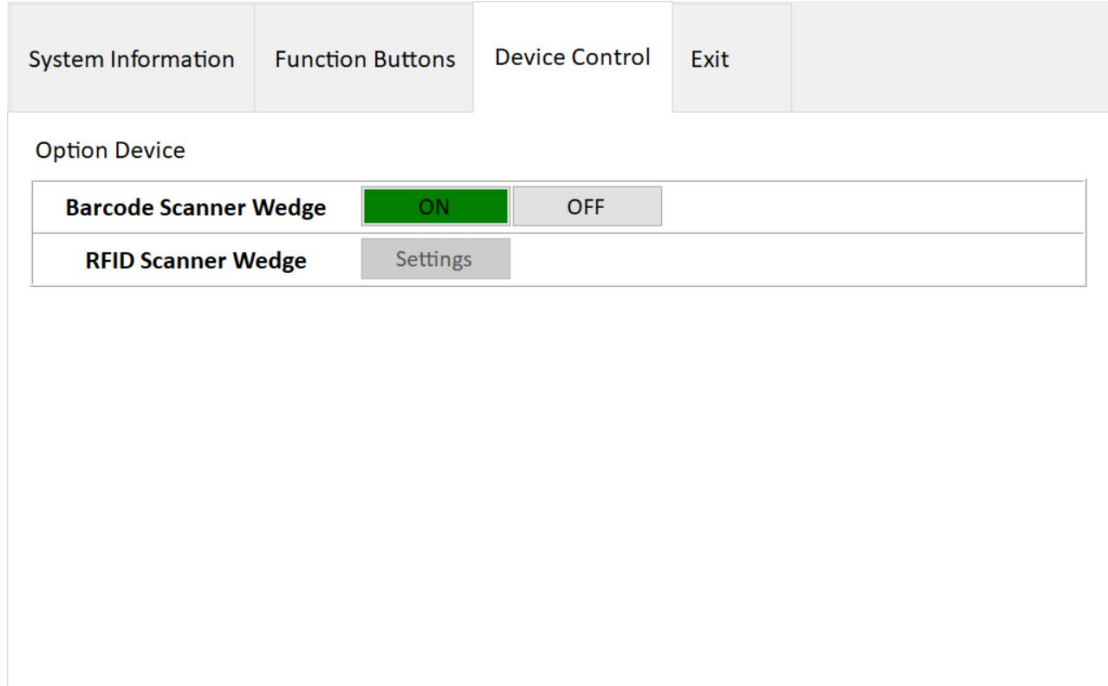 System Information Function Buttons Device Control Exit
Option Device
Barcode Scanner Wedge ON OFF
RFID Scanner Wedge Settings